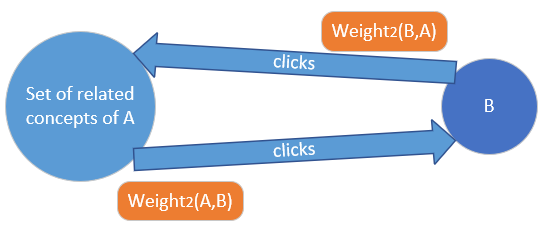 Weight2(B,A)
clicks
Set of related
concepts of A
B
clicks
Weight2(A,B)